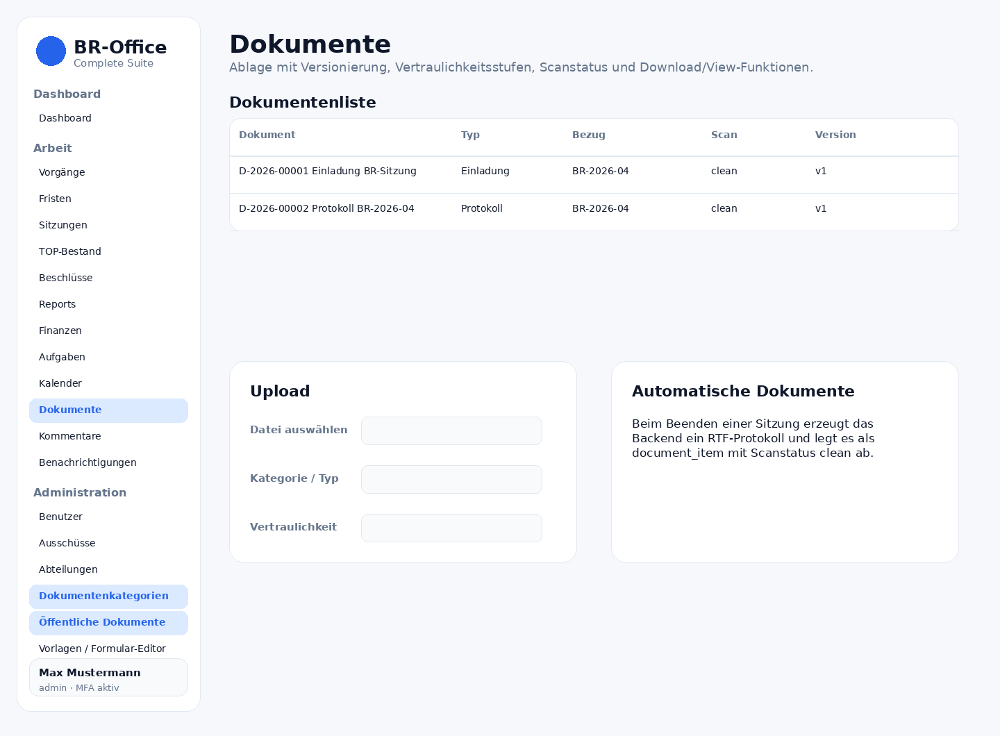 BR-Office
Complete Suite
Dashboard
Dashboard
Arbeit
Vorgänge
Fristen
Sitzungen
TOP-Bestand
Beschlüsse
Reports
Finanzen
Aufgaben
Kalender
Dokumente
Kommentare
Benachrichtigungen
Administration
Benutzer
Ausschüsse
Abteilungen
Dokumentenkategorien
Öffentliche Dokumente
Vorlagen / Formular-Editor
Max Mustermann
admin · MFA aktiv
Dokumente
Ablage mit Versionierung, Vertraulichkeitsstufen, Scanstatus und Download/View-Funktionen.
Dokumentenliste
Dokument Typ Bezug Scan Version
D-2026-00001 Einladung BR-Sitzung Einladung BR-2026-04 clean v1
D-2026-00002 Protokoll BR-2026-04 Protokoll BR-2026-04 clean v1
Upload
Datei auswählen
Kategorie / Typ
Vertraulichkeit
Automatische Dokumente
Beim Beenden einer Sitzung erzeugt das
Backend ein RTF-Protokoll und legt es als
document_item mit Scanstatus clean ab.